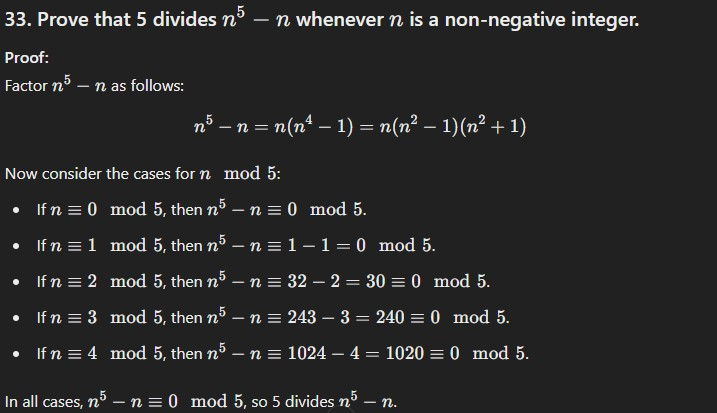 33. Prove that 5 divides n⁵ − n whenever n is a non-negative integer.
Proof:
Factor n⁵ − n as follows:
n⁵ − n = n(n⁴ − 1) = n(n² − 1)(n² + 1)
Now consider the cases for n mod 5:
• If n ≡ 0 mod 5, then n⁵ − n ≡ 0 mod 5.
• If n ≡ 1 mod 5, then n⁵ − n ≡ 1 − 1 = 0 mod 5.
• If n ≡ 2 mod 5, then n⁵ − n ≡ 32 − 2 = 30 ≡ 0 mod 5.
• If n ≡ 3 mod 5, then n⁵ − n ≡ 243 − 3 = 240 ≡ 0 mod 5.
• If n ≡ 4 mod 5, then n⁵ − n ≡ 1024 − 4 = 1020 ≡ 0 mod 5.
In all cases, n⁵ − n ≡ 0 mod 5, so 5 divides n⁵ − n.